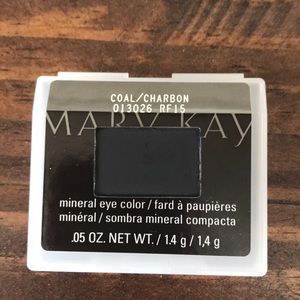 COAL/CHARBON
013026 RF15
MARY KAY
mineral eye color / fard à paupières
minéral / sombra mineral compacta
.05 OZ. NET WT. / 1.4 g / 1,4 g